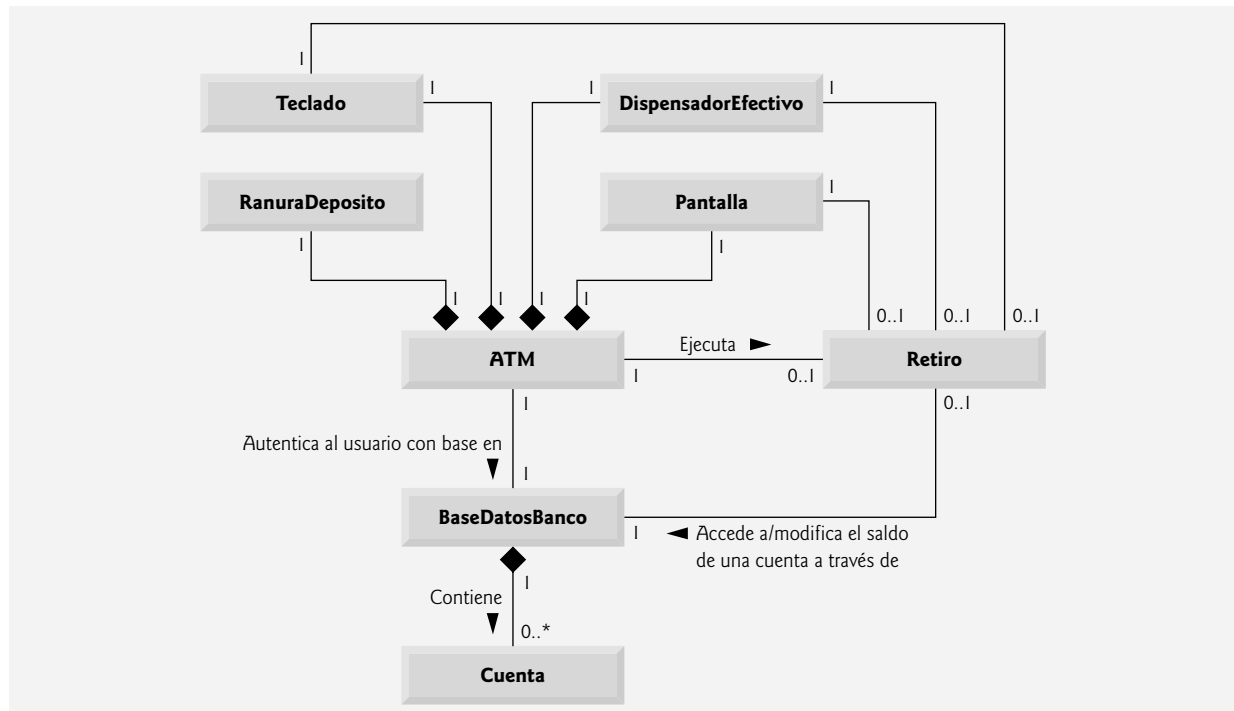 1
Teclado
1
1
DispensadorEfectivo
1
RanuraDeposito
1
Pantalla
1
1
1
1
1
1
0..1
0..1
0..1
ATM
Ejecuta
1
0..1
Retiro
1
0..1
Autentica al usuario con base en
1
BaseDatosBanco
1
Accede a/modifica el saldo
de una cuenta a través de
1
Contiene
0..*
Cuenta